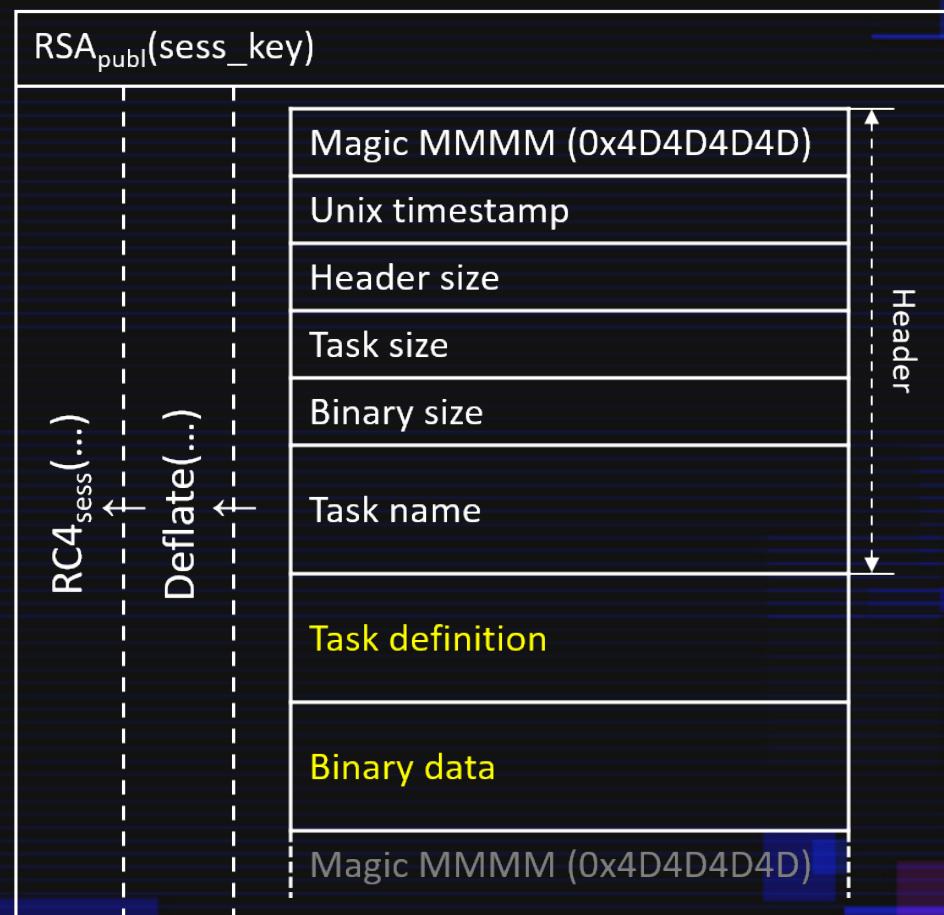 RSApubl(sess_key)
Magic MMMM (0x4D4D4D4D)
Unix timestamp
Header size
Task size
Binary size
Task name
Header
RC4sess(...)
←
Deflate(...)
←
Task definition
Binary data
Magic MMMM (0x4D4D4D4D)